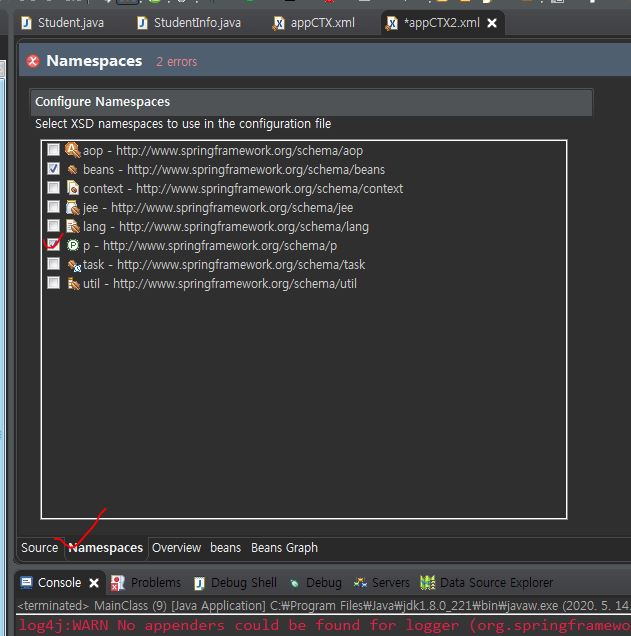 Student.java StudentInfo.java appCTX.xml *appCTX2.xml
Namespaces 2 errors
Configure Namespaces
Select XSD namespaces to use in the configuration file
aop - http://www.springframework.org/schema/aop
beans - http://www.springframework.org/schema/beans
context - http://www.springframework.org/schema/context
jee - http://www.springframework.org/schema/jee
lang - http://www.springframework.org/schema/lang
p - http://www.springframework.org/schema/p
task - http://www.springframework.org/schema/task
util - http://www.springframework.org/schema/util
Source Namespaces Overview beans Beans Graph
Console Problems Debug Shell Debug Servers Data Source Explorer
<terminated> MainClass (9) [Java Application] C:₩Program Files₩Java₩jdk1.8.0_221₩bin₩javaw.exe (2020. 5. 14.
log4j:WARN No appenders could be found for logger (org.springframewo